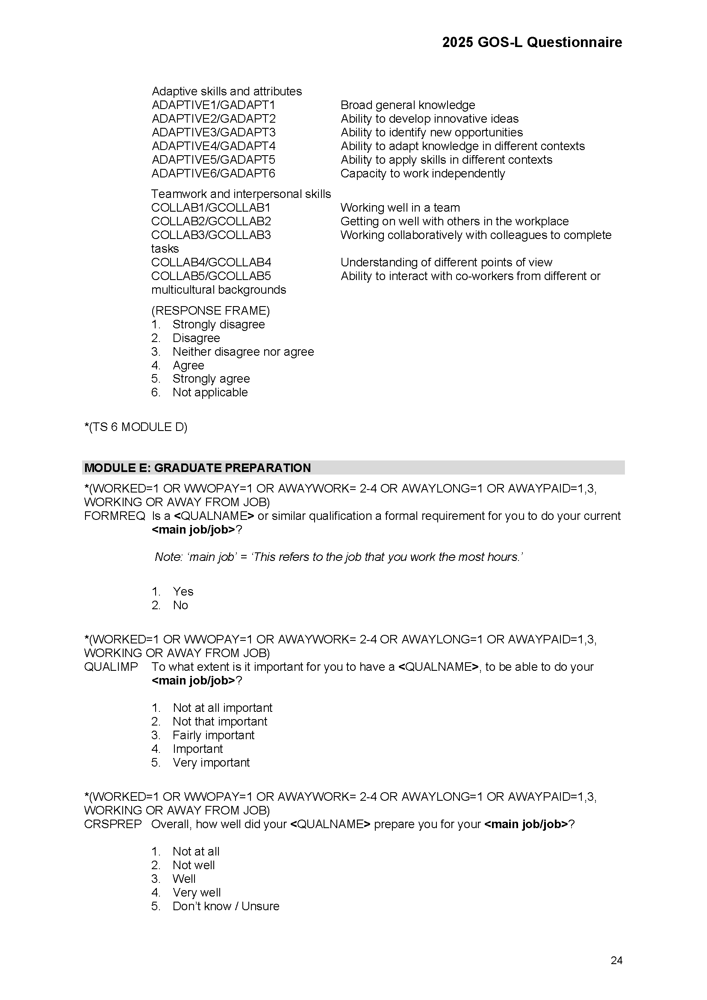 2025 GOS-L Questionnaire
Adaptive skills and attributes
ADAPTIVE1/GADAPT1 Broad general knowledge
ADAPTIVE2/GADAPT2 Ability to develop innovative ideas
ADAPTIVE3/GADAPT3 Ability to identify new opportunities
ADAPTIVE4/GADAPT4 Ability to adapt knowledge in different contexts
ADAPTIVE5/GADAPT5 Ability to apply skills in different contexts
ADAPTIVE6/GADAPT6 Capacity to work independently
Teamwork and interpersonal skills
COLLAB1/GCOLLAB1 Working well in a team
COLLAB2/GCOLLAB2 Getting on well with others in the workplace
COLLAB3/GCOLLAB3 Working collaboratively with colleagues to complete
tasks
COLLAB4/GCOLLAB4 Understanding of different points of view
COLLAB5/GCOLLAB5 Ability to interact with co-workers from different or
multicultural backgrounds
(RESPONSE FRAME)
1. Strongly disagree
2. Disagree
3. Neither disagree nor agree
4. Agree
5. Strongly agree
6. Not applicable
*(TS 6 MODULE D)
MODULE E: GRADUATE PREPARATION
*(WORKED=1 OR WWOPAY=1 OR AWAYWORK= 2-4 OR AWAYLONG=1 OR AWAYPAID=1,3,
WORKING OR AWAY FROM JOB)
FORMREQ Is a <QUALNAME> or similar qualification a formal requirement for you to do your current
<main job/job>?
Note: ‘main job’ = ‘This refers to the job that you work the most hours.’
1. Yes
2. No
*(WORKED=1 OR WWOPAY=1 OR AWAYWORK= 2-4 OR AWAYLONG=1 OR AWAYPAID=1,3,
WORKING OR AWAY FROM JOB)
QUALIMP To what extent is it important for you to have a <QUALNAME>, to be able to do your
<main job/job>?
1. Not at all important
2. Not that important
3. Fairly important
4. Important
5. Very important
*(WORKED=1 OR WWOPAY=1 OR AWAYWORK= 2-4 OR AWAYLONG=1 OR AWAYPAID=1,3,
WORKING OR AWAY FROM JOB)
CRSPREP Overall, how well did your <QUALNAME> prepare you for your <main job/job>?
1. Not at all
2. Not well
3. Well
4. Very well
5. Don’t know / Unsure
24